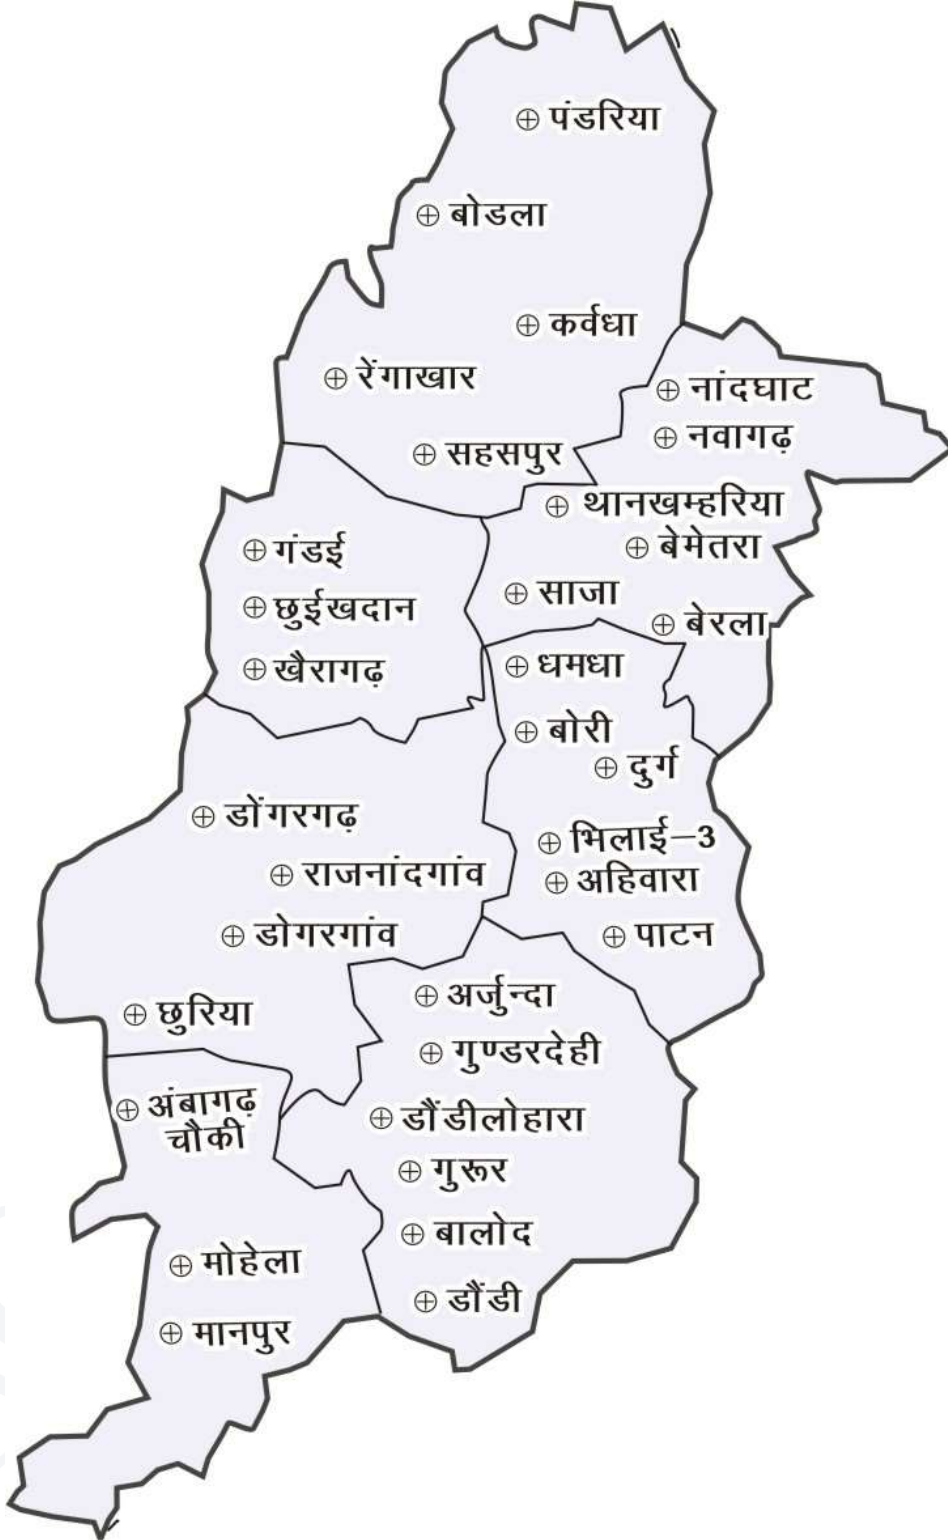 पंडरिया
बोडला
कर्वधा
रेंगाखार
नांदघाट
नवागढ़
सहसपुर
थानखम्हरिया
बेमेतरा
गंडई
साजा
छुईखदान
बेरला
खैरागढ़
धमधा
बोरी
दुर्ग
डोंगरगढ़
भिलाई–3
राजनांदगांव
अहिवारा
डोगरगांव
पाटन
अर्जुन्दा
छुरिया
गुण्डरदेही
अंबागढ़
चौकी
डौंडीलोहारा
गुरूर
बालोद
मोहेला
डौंडी
मानपुर